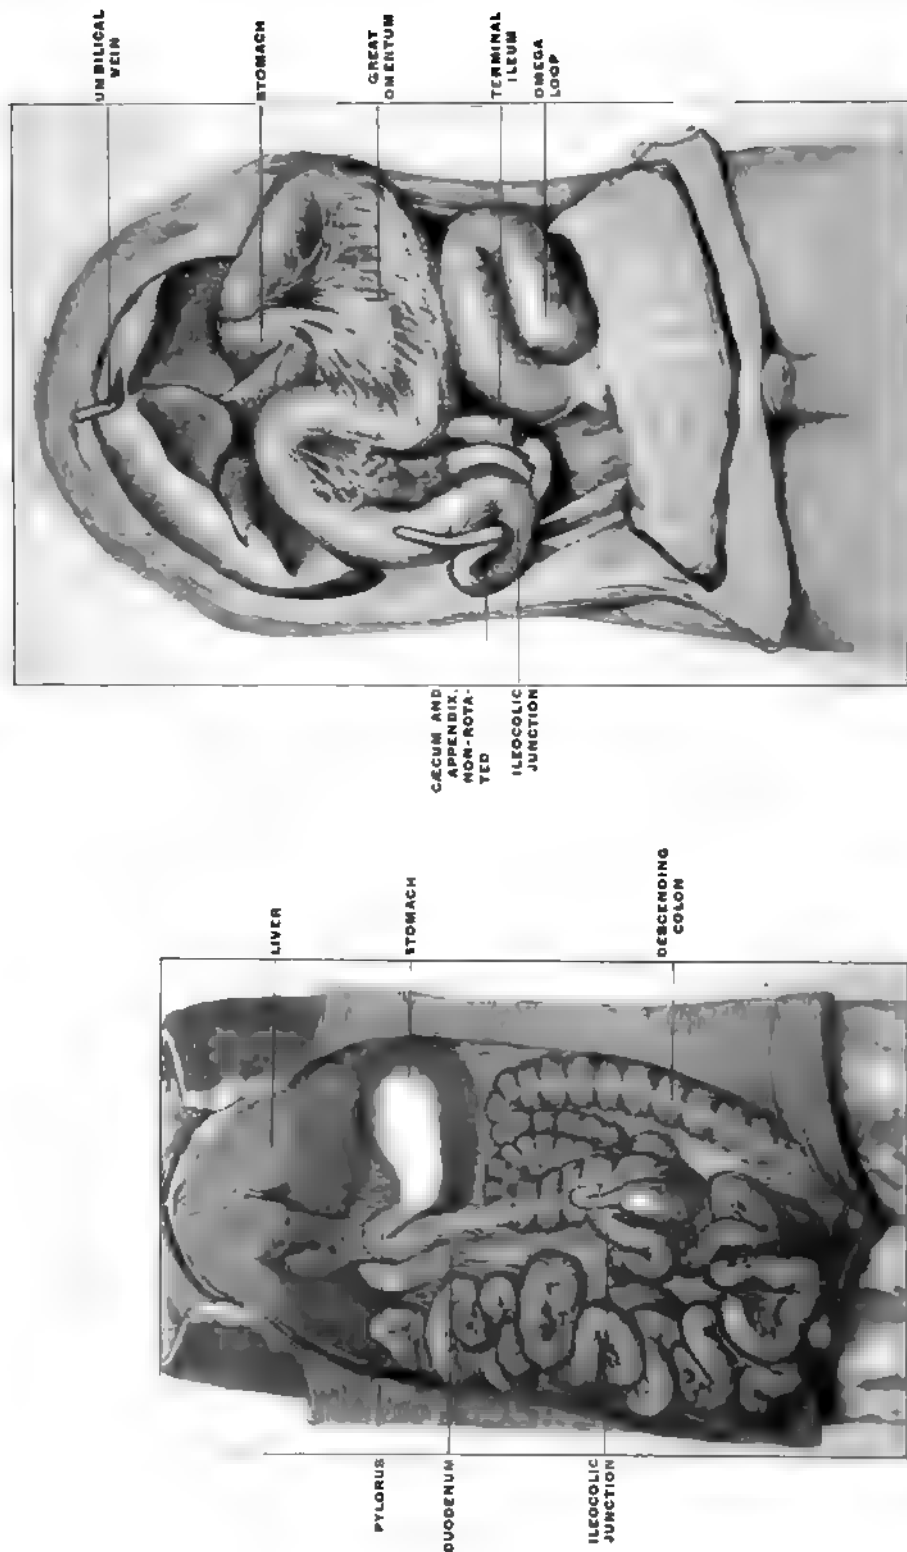 UMBILICAL
VEIN
STOMACH
GREAT
OMENTUM
TERMINAL
ILEUM
OMEGA
LOOP
CÆCUM AND
APPENDIX,
NON-ROTA-
TED
ILEOCOLIC
JUNCTION
LIVER
STOMACH
DESCENDING
COLON
PYLORUS
DUODENUM
ILEOCOLIC
JUNCTION